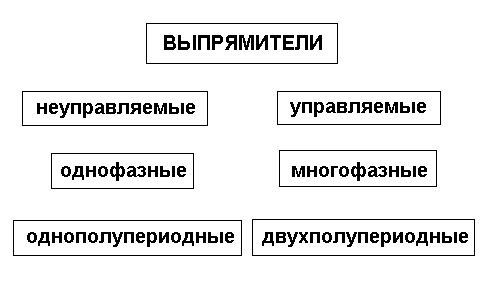 ВЫПРЯМИТЕЛИ
неуправляемые управляемые
однофазные многофазные
однополупериодные двухполупериодные